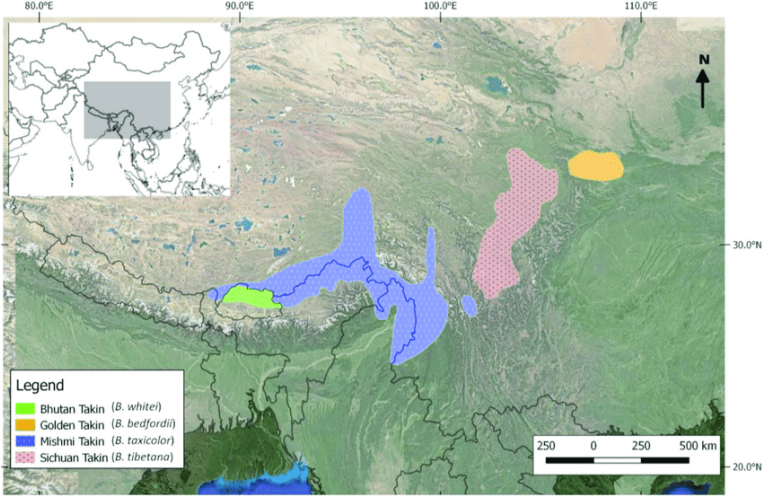 80.0°E 90.0°E 100.0°E 110.0°E
N
30.0°N
Legend
Bhutan Takin (B. whitei)
Golden Takin (B. bedfordii)
Mishmi Takin (B. taxicolor)
Sichuan Takin (B. tibetana)
250 0 250 500 km
20.0°N